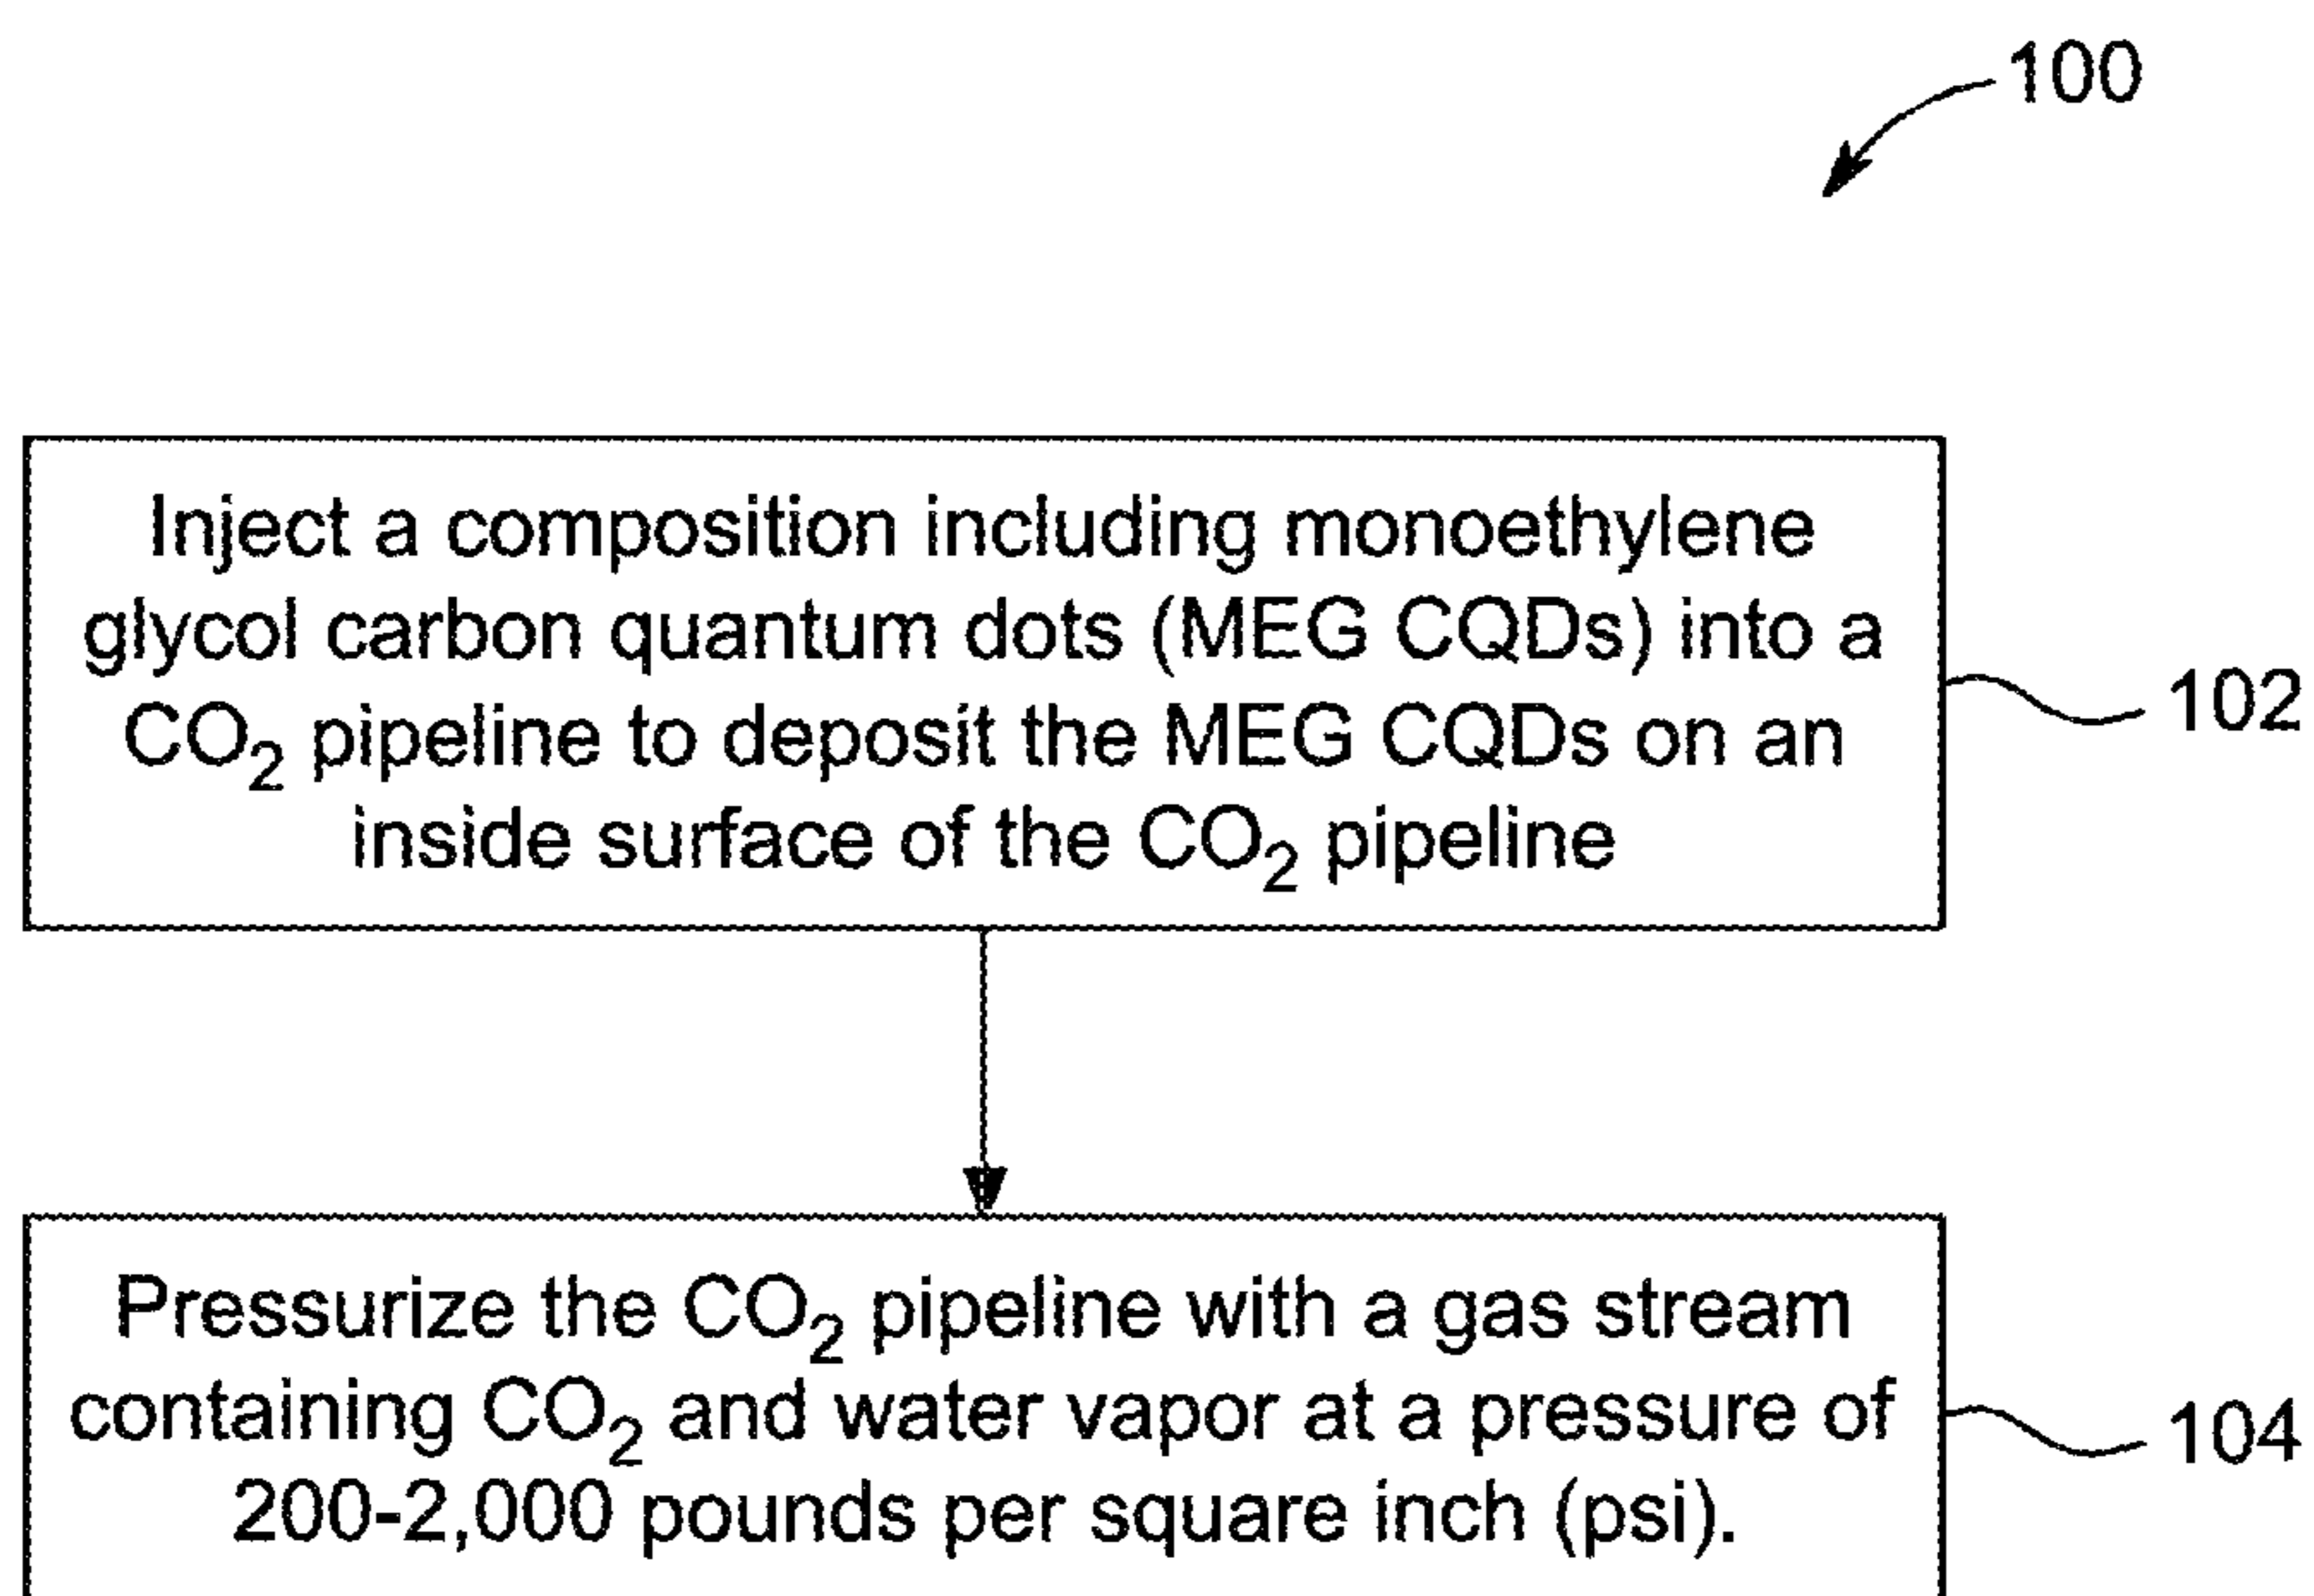 100
Inject a composition including monoethylene
glycol carbon quantum dots (MEG CQDs) into a
CO₂ pipeline to deposit the MEG CQDs on an
inside surface of the CO₂ pipeline
102
Pressurize the CO₂ pipeline with a gas stream
containing CO₂ and water vapor at a pressure of
200-2,000 pounds per square inch (psi).
104